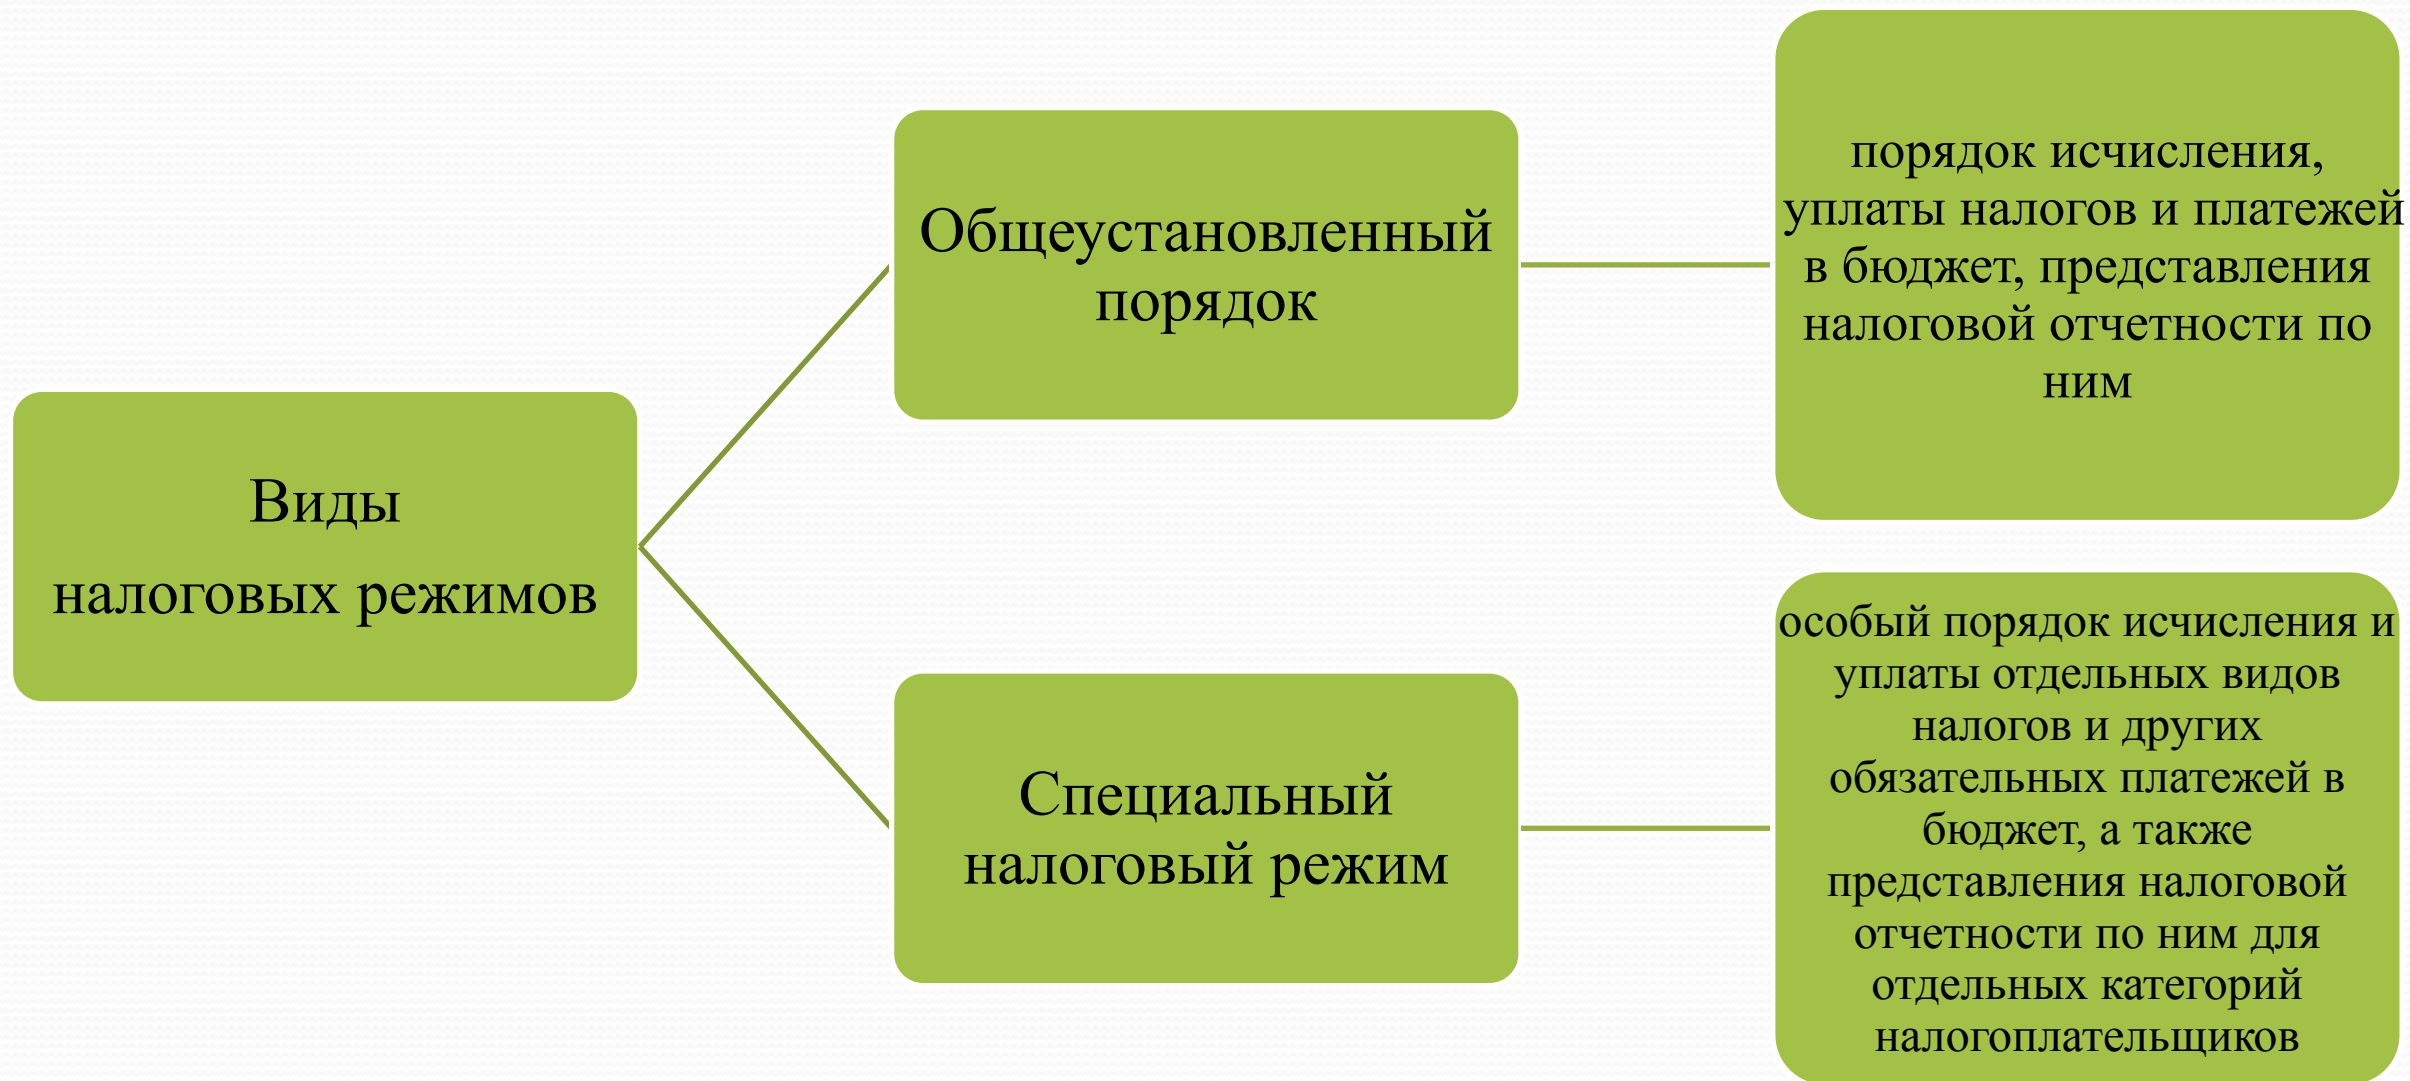 Виды
налоговых режимов
Общеустановленный
порядок
порядок исчисления,
уплаты налогов и платежей
в бюджет, представления
налоговой отчетности по
ним
Специальный
налоговый режим
особый порядок исчисления и
уплаты отдельных видов
налогов и других
обязательных платежей в
бюджет, а также
представления налоговой
отчетности по ним для
отдельных категорий
налогоплательщиков